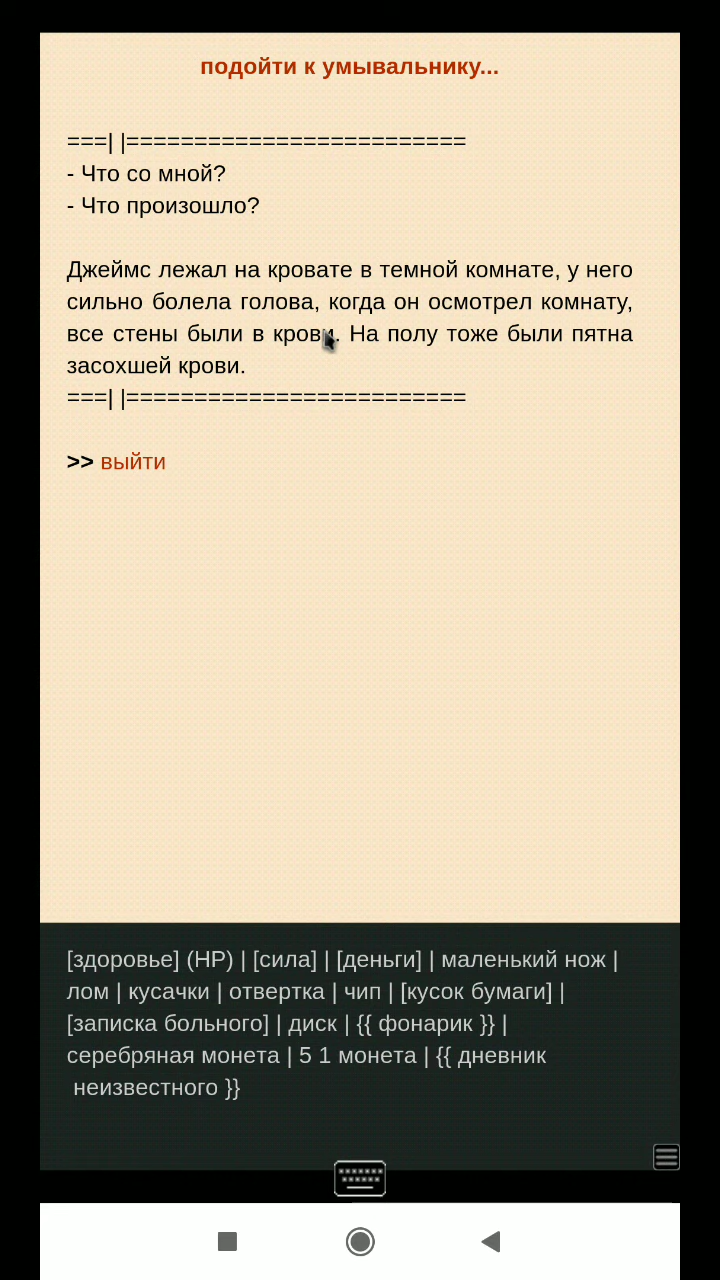 подойти к умывальнику...
===| |=========================
- Что со мной?
- Что произошло?
Джеймс лежал на кровате в темной комнате, у него
сильно болела голова, когда он осмотрел комнату,
все стены были в крови. На полу тоже были пятна
засохшей крови.
===| |=========================
>> выйти
[здоровье] (HP) | [сила] | [деньги] | маленький нож |
лом | кусачки | отвертка | чип | [кусок бумаги] |
[записка больного] | диск | {{ фонарик }} |
серебряная монета | 5 1 монета | {{ дневник
неизвестного }}